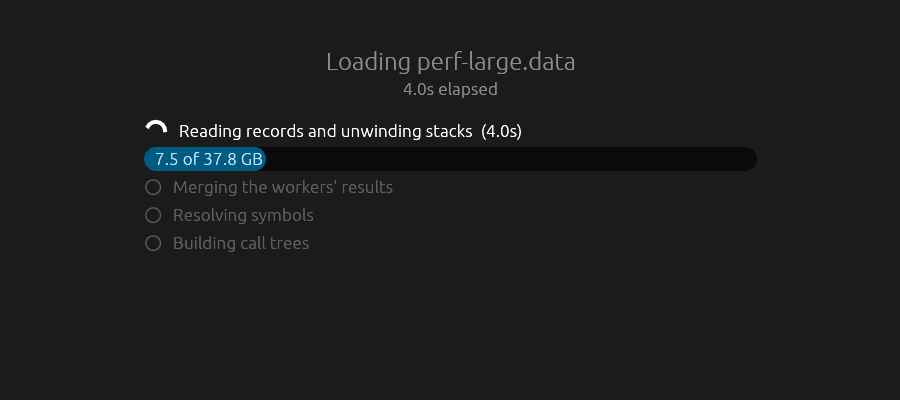 Loading perf-large.data
4.0s elapsed
Reading records and unwinding stacks (4.0s)
7.5 of 37.8 GB
Merging the workers' results
Resolving symbols
Building call trees